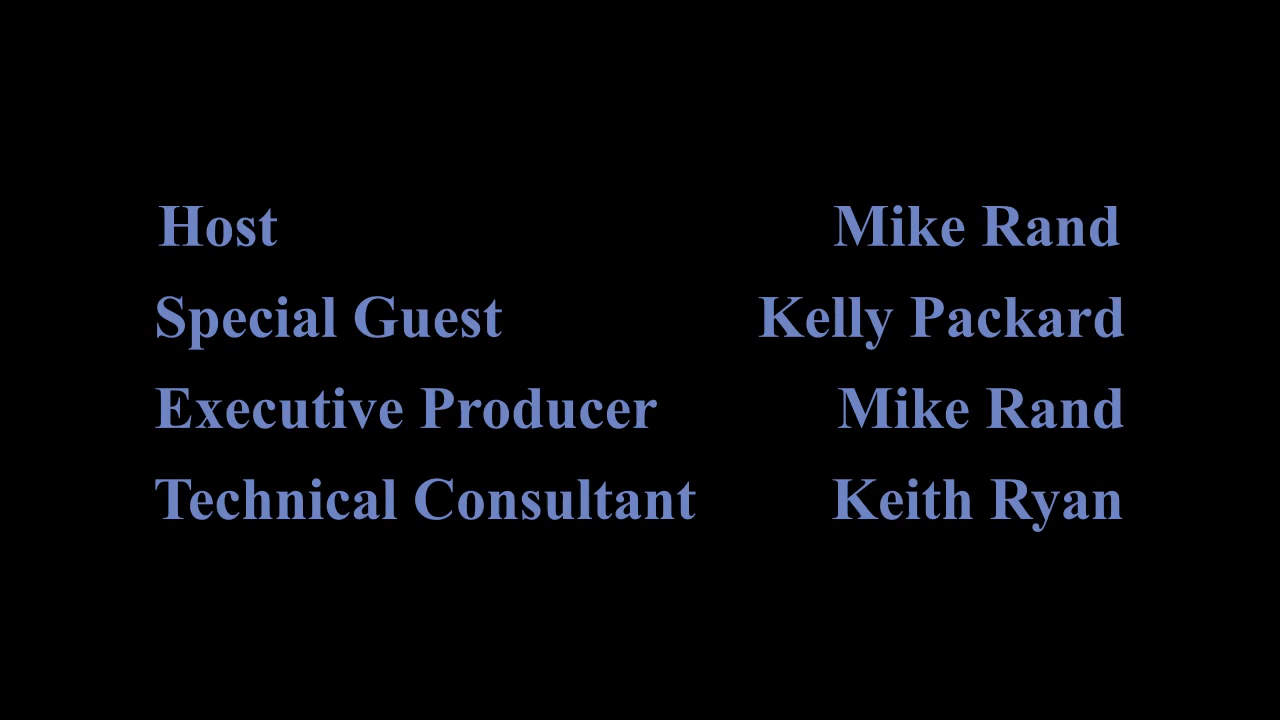 Host Mike Rand
Special Guest Kelly Packard
Executive Producer Mike Rand
Technical Consultant Keith Ryan